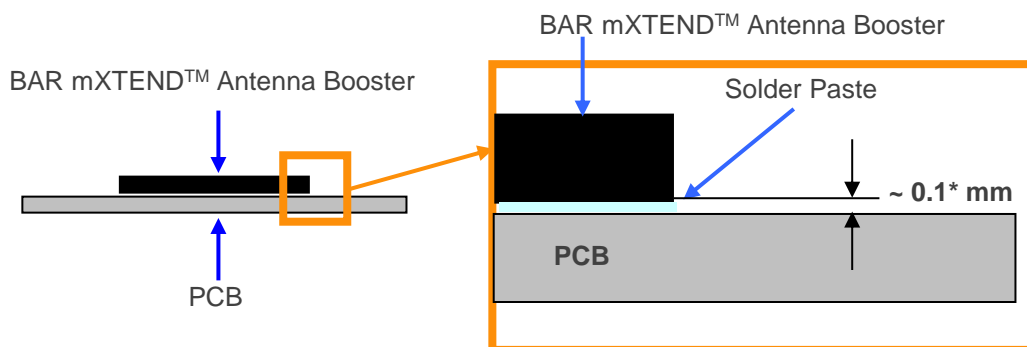 BAR mXTEND™ Antenna Booster
PCB
BAR mXTEND™ Antenna Booster
Solder Paste
~ 0.1* mm
PCB